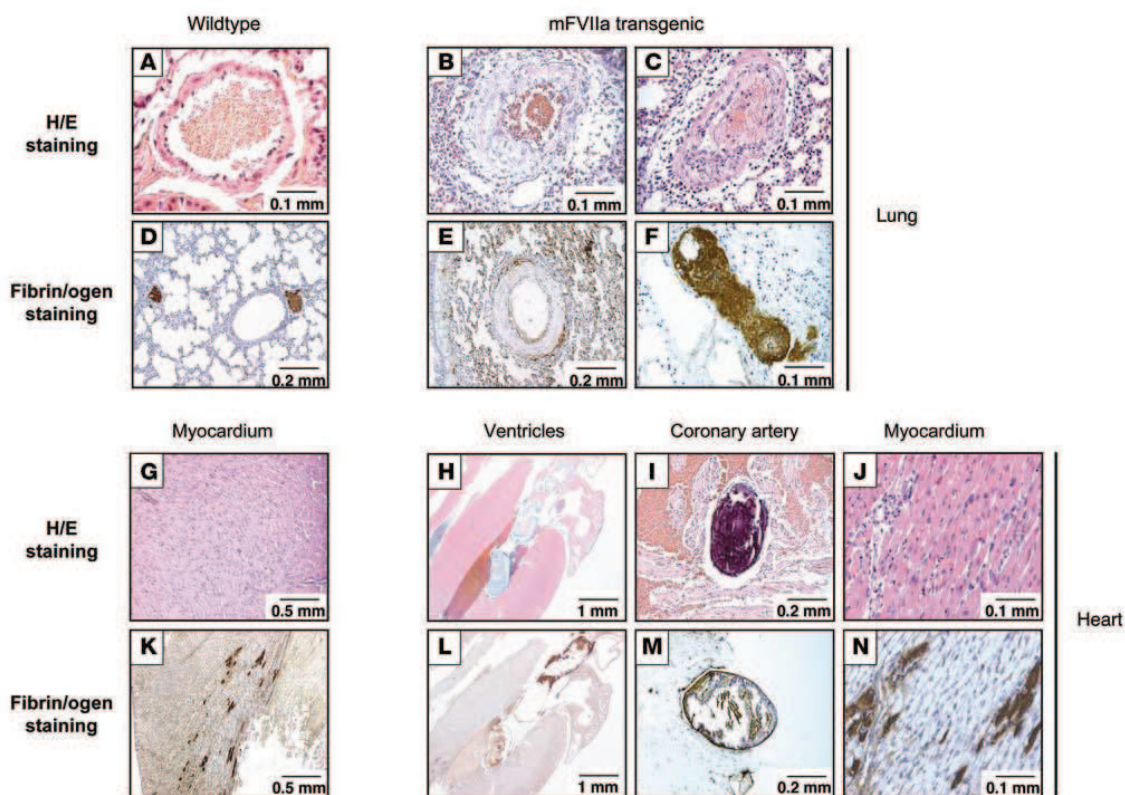 Wildtype
mFVIIa transgenic
H/E
staining
A
0.1 mm
B
0.1 mm
C
0.1 mm
Lung
Fibrin/ogen
staining
D
0.2 mm
E
0.2 mm
F
0.1 mm
Myocardium
Ventricles
Coronary artery
Myocardium
H/E
staining
G
0.5 mm
H
1 mm
I
0.2 mm
J
0.1 mm
Heart
Fibrin/ogen
staining
K
0.5 mm
L
1 mm
M
0.2 mm
N
0.1 mm